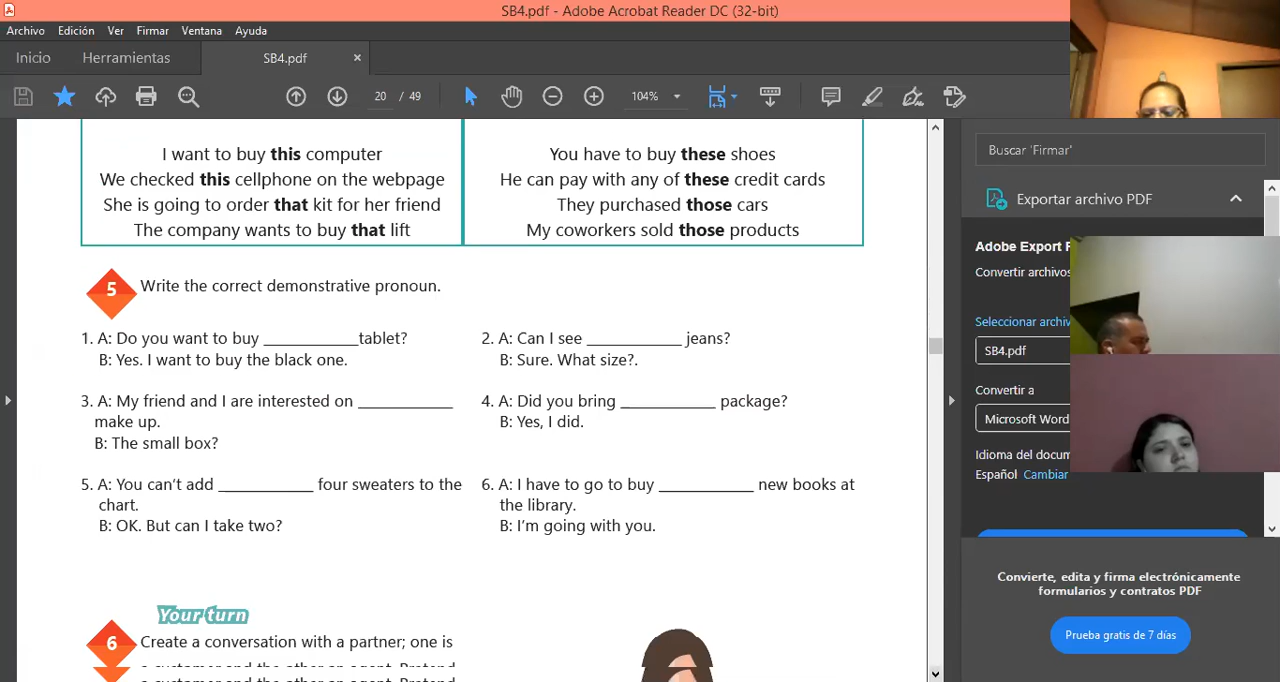 SB4.pdf - Adobe Acrobat Reader DC (32-bit)
Archivo Edición Ver Firmar Ventana Ayuda
Inicio Herramientas SB4.pdf ×
20 / 49 104%
I want to buy this computer
We checked this cellphone on the webpage
She is going to order that kit for her friend
The company wants to buy that lift
You have to buy these shoes
He can pay with any of these credit cards
They purchased those cars
My coworkers sold those products
5 Write the correct demonstrative pronoun.
1. A: Do you want to buy ___________tablet?
B: Yes. I want to buy the black one.
2. A: Can I see ___________ jeans?
B: Sure. What size?.
3. A: My friend and I are interested on ___________
make up.
B: The small box?
4. A: Did you bring ___________ package?
B: Yes, I did.
5. A: You can't add ___________ four sweaters to the
chart.
B: OK. But can I take two?
6. A: I have to go to buy ___________ new books at
the library.
B: I'm going with you.
Your turn
6 Create a conversation with a partner; one is
a customer and the other an agent. Pretend
Buscar 'Firmar'
Exportar archivo PDF
Adobe Export
Convertir archivos
Seleccionar archiv
SB4.pdf
Convertir a
Microsoft Word
Idioma del docum
Español Cambiar
Convierte, edita y firma electrónicamente
formularios y contratos PDF
Prueba gratis de 7 días